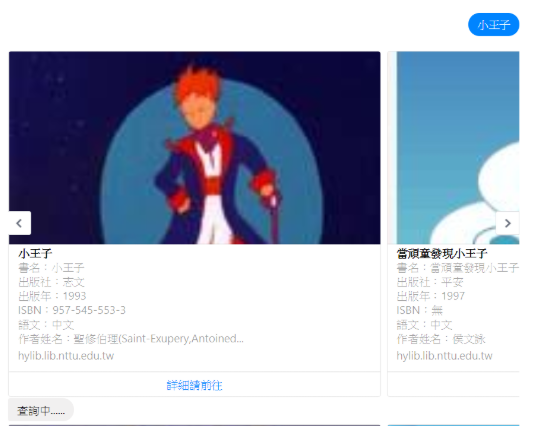 小王子
小王子
書名：小王子
出版社：志文
出版年：1993
ISBN：957-545-553-3
語文：中文
作者姓名：聖修伯理(Saint-Exupery,Antoined...
hylib.lib.nttu.edu.tw
詳細請前往
當頑童發現小王子
書名：當頑童發現小王子
出版社：平安
出版年：1997
ISBN：無
語文：中文
作者姓名：侯文詠
hylib.lib.nttu.edu.tw
查詢中......